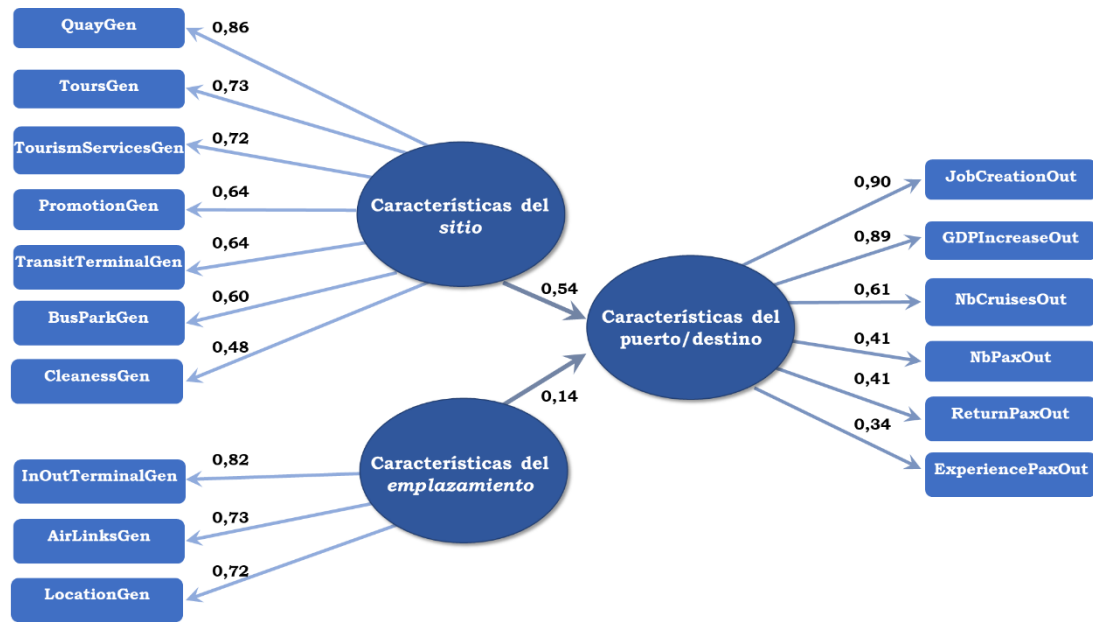 QuayGen
0,86
ToursGen
0,73
TourismServicesGen
0,72
PromotionGen
0,64
TransitTerminalGen
0,64
BusParkGen
0,60
CleanessGen
0,48
Características del
sitio
0,54
InOutTerminalGen
0,82
AirLinksGen
0,73
LocationGen
0,72
Características del
emplazamiento
0,14
Características del
puerto/destino
0,90
JobCreationOut
0,89
GDPIncreaseOut
0,61
NbCruisesOut
0,41
NbPaxOut
0,41
ReturnPaxOut
0,34
ExperiencePaxOut